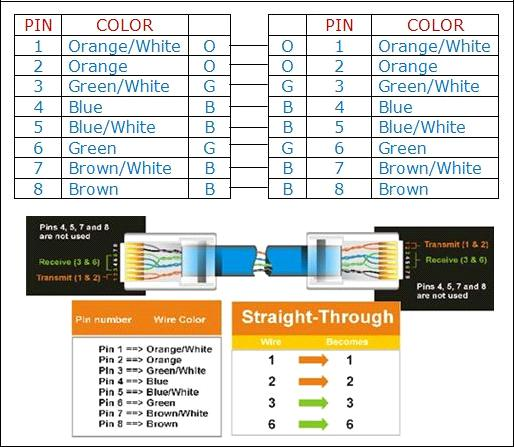 PIN COLOR PIN COLOR
1 Orange/White O O 1 Orange/White
2 Orange O O 2 Orange
3 Green/White G G 3 Green/White
4 Blue B B 4 Blue
5 Blue/White B B 5 Blue/White
6 Green G G 6 Green
7 Brown/White B B 7 Brown/White
8 Brown B B 8 Brown
Pins 4, 5, 7 and 8
are not used
Receive (3 & 6)
Transmit (1 & 2)
Transmit (1 & 2)
Receive (3 & 6)
Pins 4, 5, 7 and 8
are not used
Pin number Wire Color
Pin 1 ==> Orange/White
Pin 2 ==> Orange
Pin 3 ==> Green/White
Pin 4 ==> Blue
Pin 5 ==> Blue/White
Pin 6 ==> Green
Pin 7 ==> Brown/White
Pin 8 ==> Brown
Straight-Through
Wire Becomes
1 1
2 2
3 3
6 6